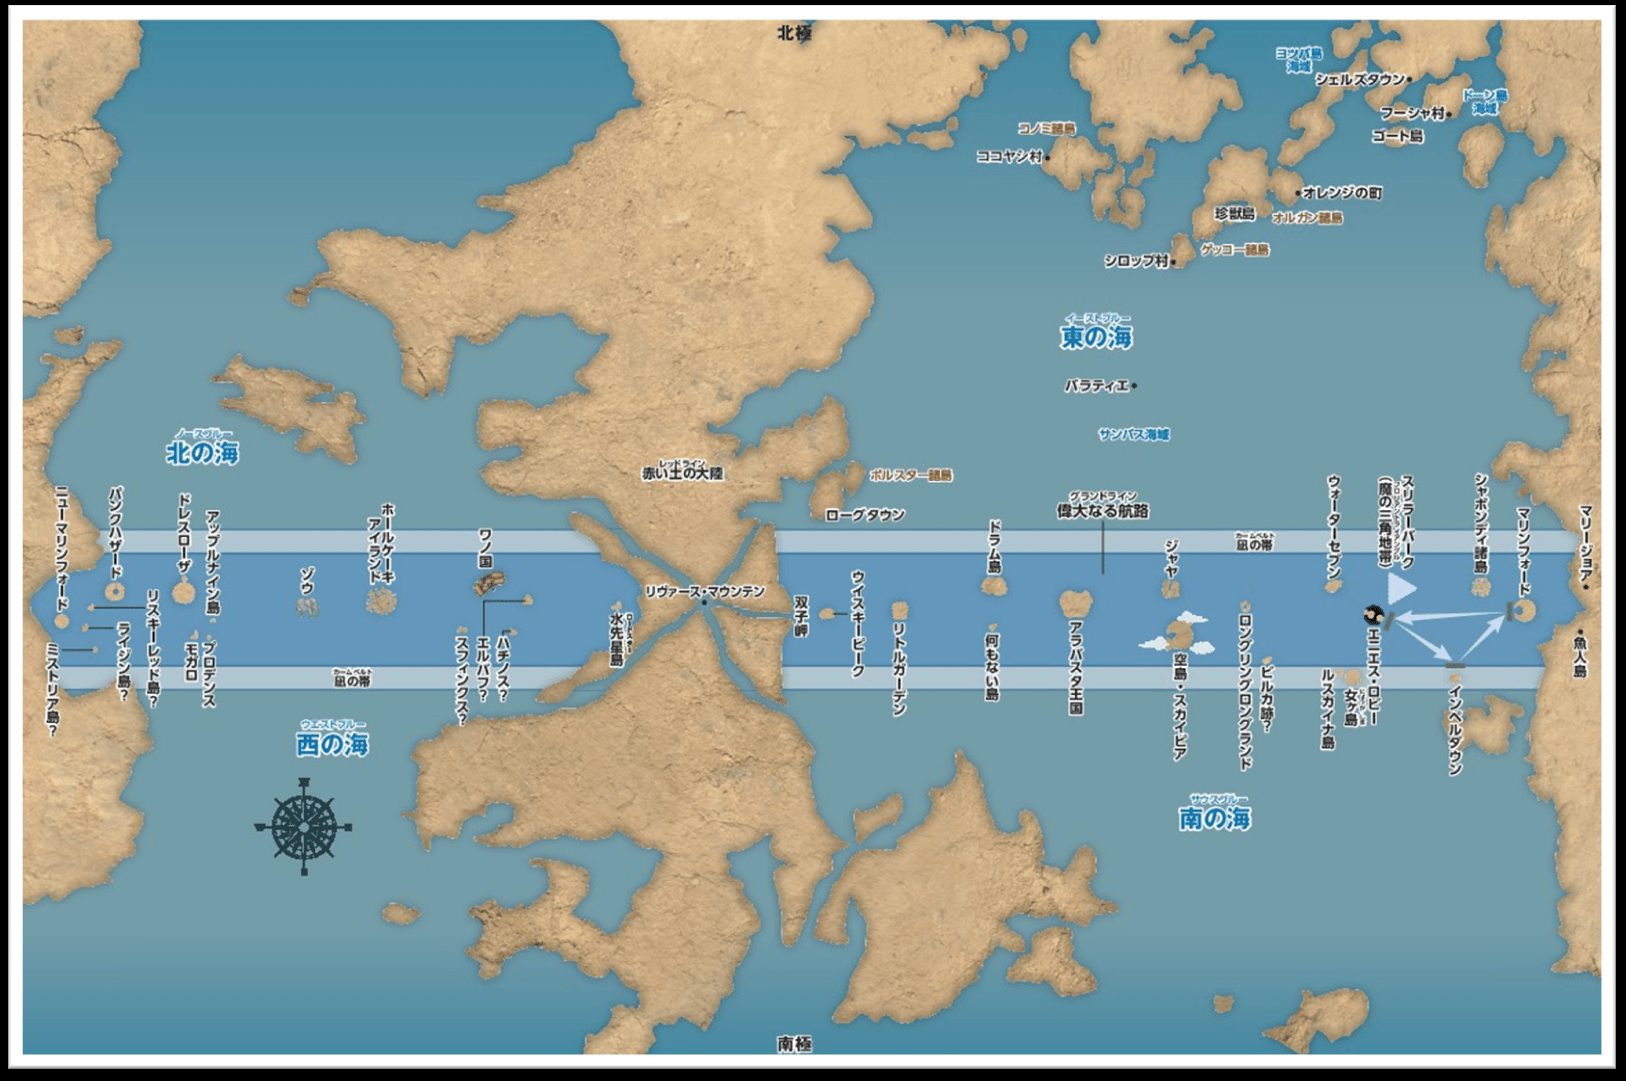 北極
ヨツバ島
海域
シェルズタウン
ドーン島
海域
フーシャ村
ゴート島
コノミ諸島
ココヤシ村
オレンジの町
珍獣島
オルガン諸島
ゲッコー諸島
シロップ村
イーストブルー
東の海
バラティエ
サンバス海域
ノースブルー
北の海
レッドライン
赤い土の大陸
ポルスター諸島
ローグタウン
グランドライン
偉大なる航路
カームベルト
凪の帯
ニューマリンフォード
パンクハザード
ドレスローザ
アップルナイン島
ゾウ
ホールケーキ
アイランド
ワノ国
リヴァース・マウンテン
双子岬
ウイスキーピーク
リトルガーデン
ドラム島
何もない島
アラバスタ王国
ジャヤ
空島・スカイピア
ロングリングロングランド
ビルカ跡?
ウォーターセブン
スリラーバーク
(魔の三角地帯)
シャボンディ諸島
マリンフォード
マリージョア
魚人島
エニエス・ロビー
女ヶ島
ルスカイナ島
インペルダウン
ミストリア島?
ライジン島?
リスキーレッド島?
モガロ
プロデンス
スフィンクス?
エルバフ?
ハチノス?
水先星島
カームベルト
凪の帯
ウエストブルー
西の海
サウスブルー
南の海
南極